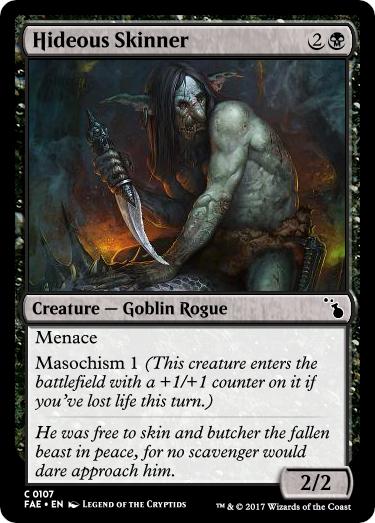 Hideous Skinner 2
Creature — Goblin Rogue
Menace
Masochism 1 (This creature enters the
battlefield with a +1/+1 counter on it if
you've lost life this turn.)
He was free to skin and butcher the fallen
beast in peace, for no scavenger would
dare approach him.
2/2
C 0107
FAE • EN Legend of the Cryptids
™ & © 2017 Wizards of the Coast